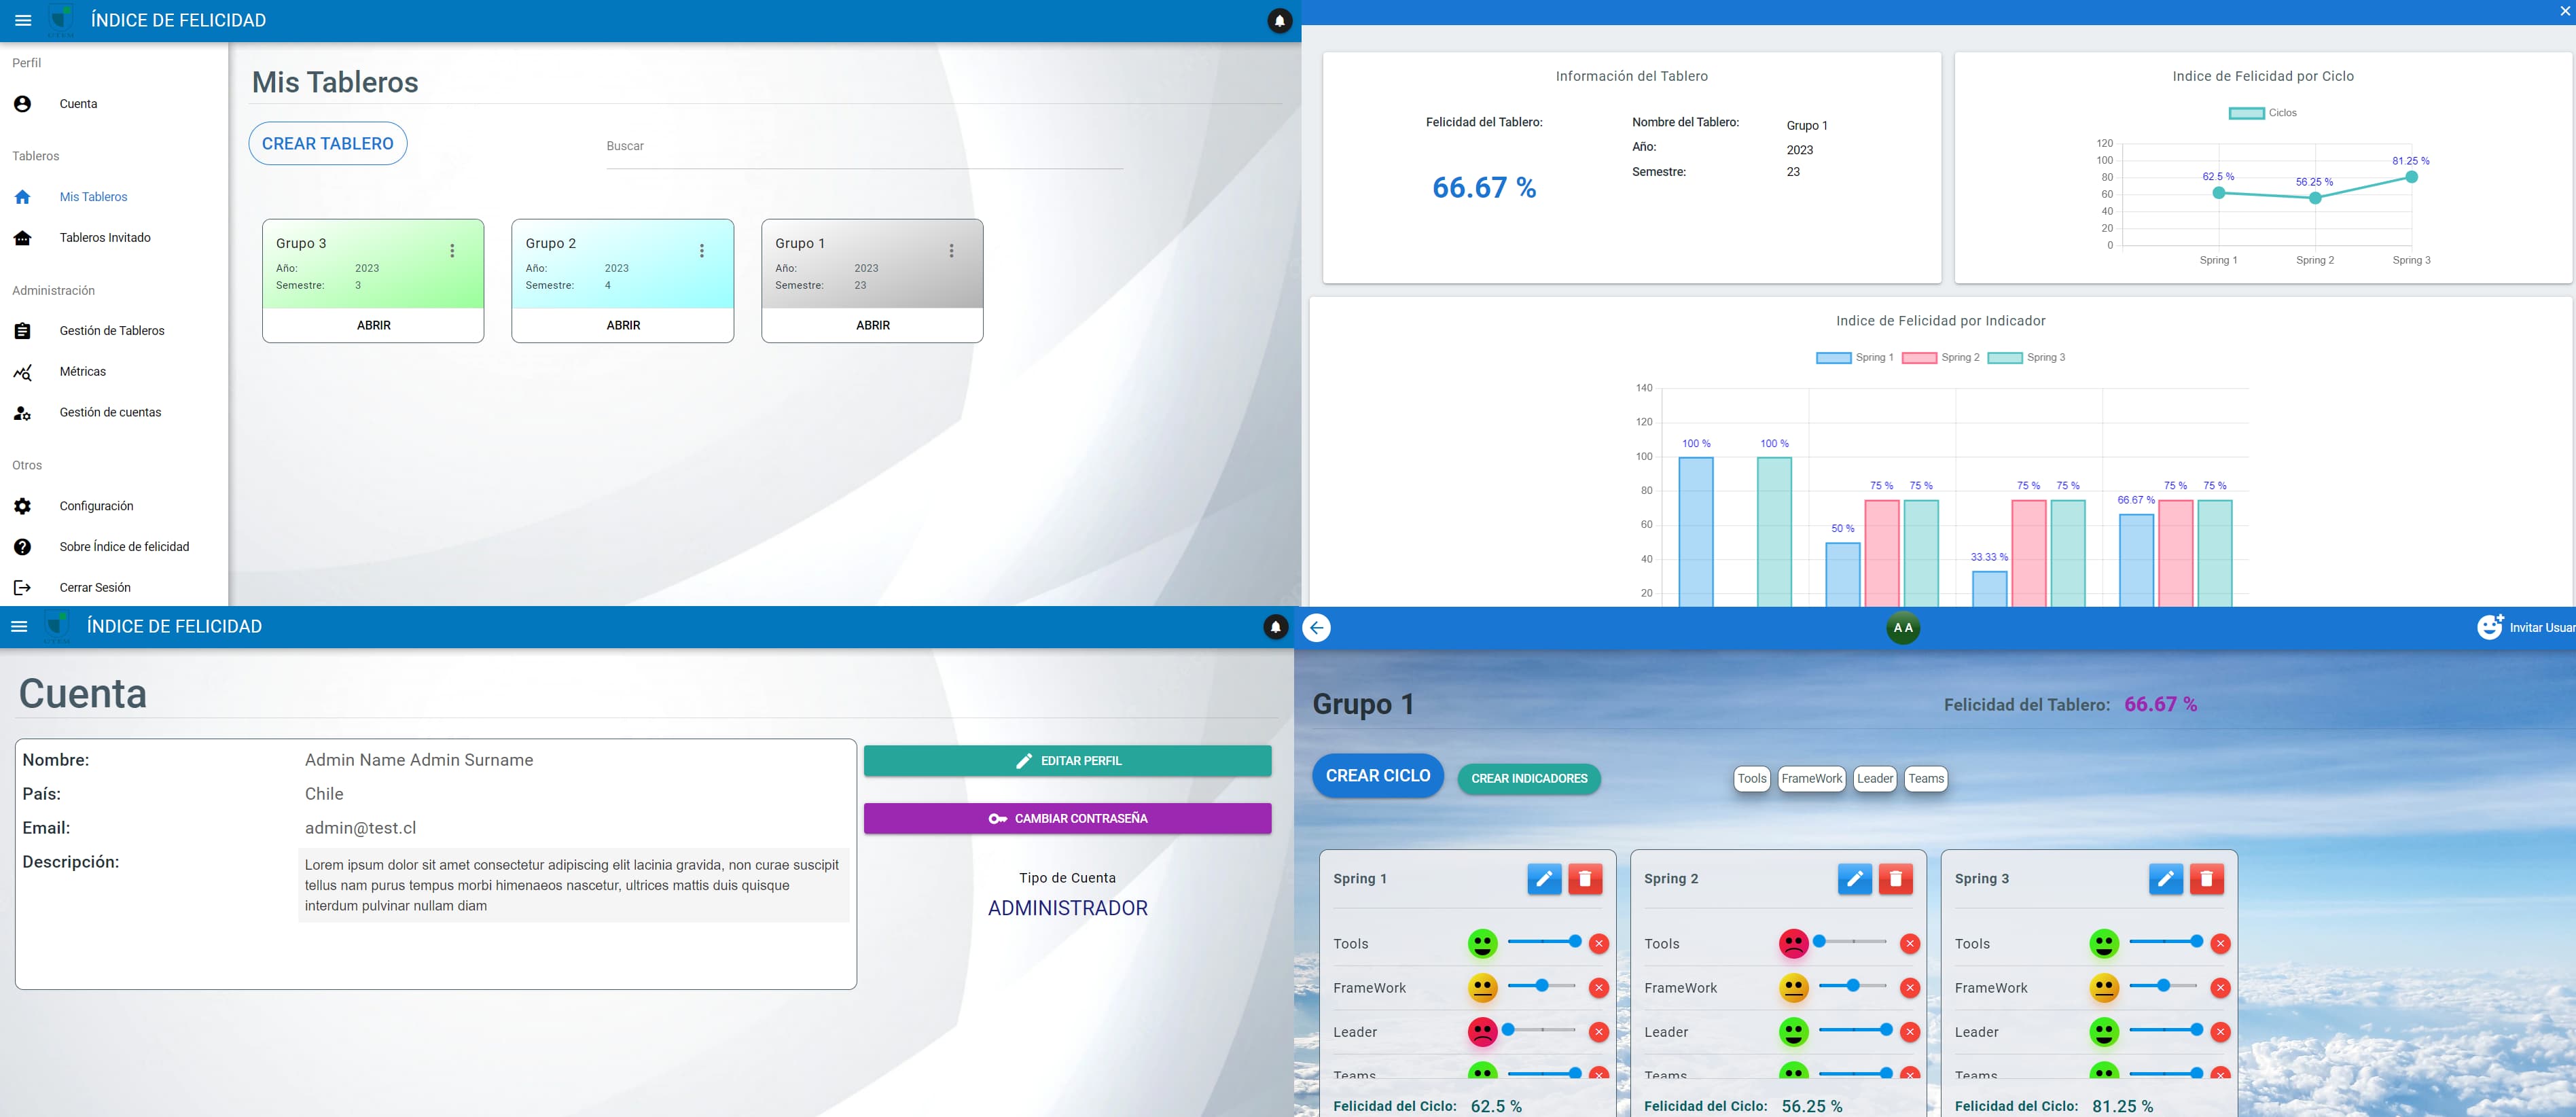 ÍNDICE DE FELICIDAD
Perfil
Cuenta
Tableros
Mis Tableros
Tableros Invitado
Administración
Gestión de Tableros
Métricas
Gestión de cuentas
Otros
Configuración
Sobre Índice de felicidad
Cerrar Sesión
Mis Tableros
CREAR TABLERO
Buscar
Grupo 3
Año: 2023
Semestre: 3
ABRIR
Grupo 2
Año: 2023
Semestre: 4
ABRIR
Grupo 1
Año: 2023
Semestre: 23
ABRIR
Información del Tablero
Felicidad del Tablero:
66.67 %
Nombre del Tablero: Grupo 1
Año: 2023
Semestre: 23
Indice de Felicidad por Ciclo
Ciclos
120
100
80
60
40
20
0
62.5 %
56.25 %
81.25 %
Spring 1 Spring 2 Spring 3
Indice de Felicidad por Indicador
Spring 1 Spring 2 Spring 3
140
120
100
80
60
40
20
100 % 100 %
50 % 75 % 75 %
33.33 % 75 % 75 %
66.67 % 75 % 75 %
ÍNDICE DE FELICIDAD
Cuenta
Nombre: Admin Name Admin Surname
País: Chile
Email: admin@test.cl
Descripción: Lorem ipsum dolor sit amet consectetur adipiscing elit lacinia gravida, non curae suscipit
tellus nam purus tempus morbi himenaeos nascetur, ultrices mattis duis quisque
interdum pulvinar nullam diam
EDITAR PERFIL
CAMBIAR CONTRASEÑA
Tipo de Cuenta
ADMINISTRADOR
A A
Invitar Usuar
Grupo 1
Felicidad del Tablero: 66.67 %
CREAR CICLO
CREAR INDICADORES
Tools FrameWork Leader Teams
Spring 1
Tools
FrameWork
Leader
Teams
Felicidad del Ciclo: 62.5 %
Spring 2
Tools
FrameWork
Leader
Teams
Felicidad del Ciclo: 56.25 %
Spring 3
Tools
FrameWork
Leader
Teams
Felicidad del Ciclo: 81.25 %